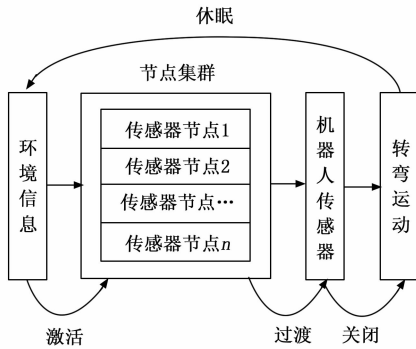 休眠
节点集群
环境信息
传感器节点1
传感器节点2
传感器节点…
传感器节点n
机器人传感器
转弯运动
激活
过渡
关闭